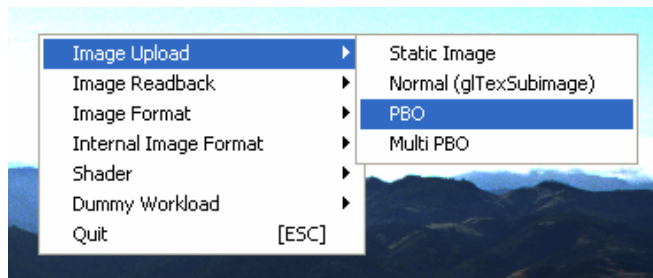 Image Upload
Image Readback
Image Format
Internal Image Format
Shader
Dummy Workload
Quit [ESC]
Static Image
Normal (glTexSubimage)
PBO
Multi PBO